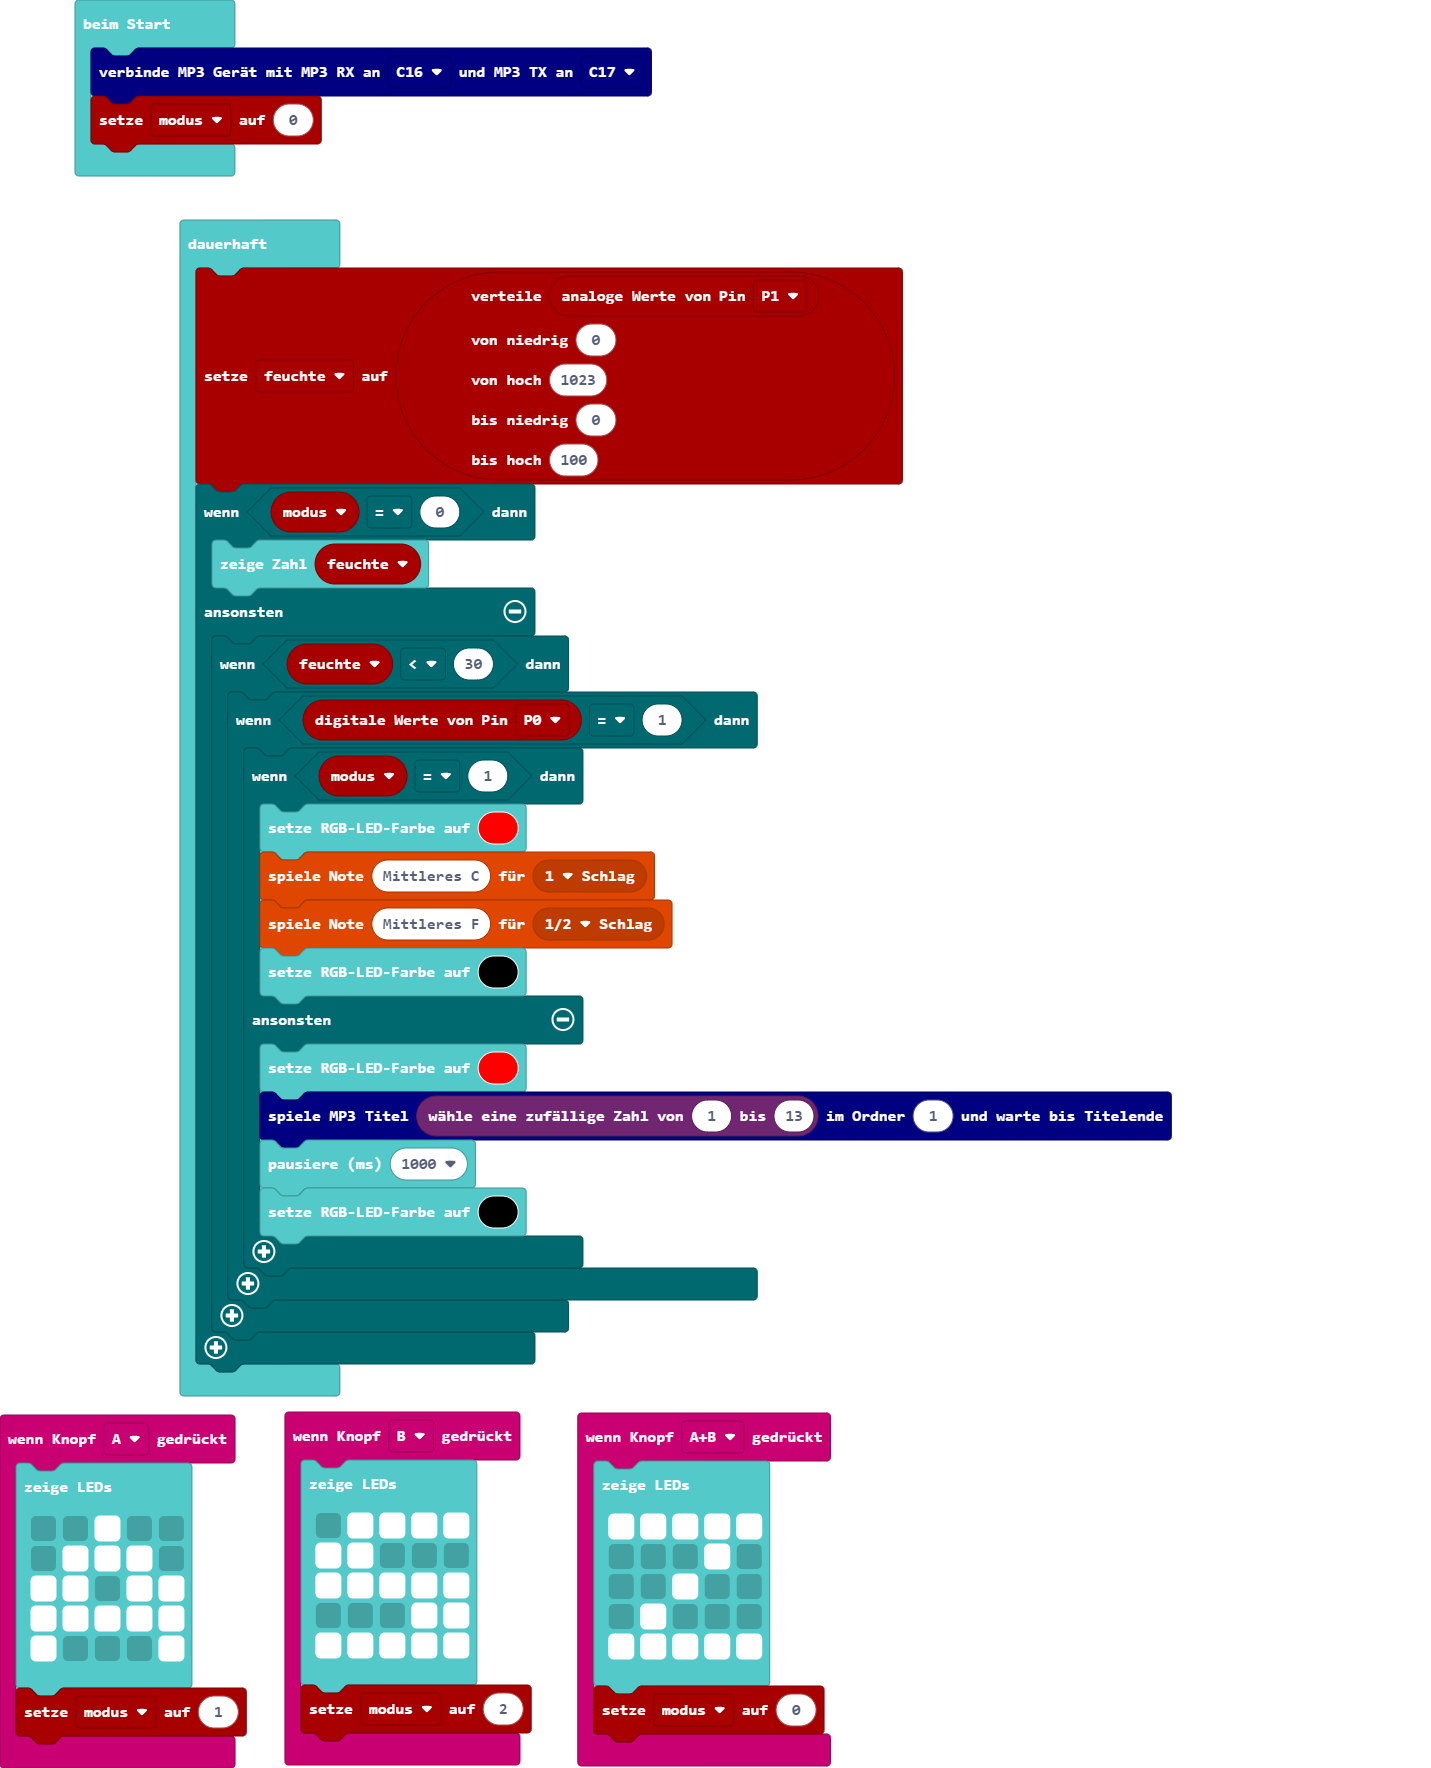 beim Start
verbinde MP3 Gerät mit MP3 RX an C16 und MP3 TX an C17
setze modus auf 0
dauerhaft
verteile analoge Werte von Pin P1
von niedrig 0
von hoch 1023
setze feuchte auf
bis niedrig 0
bis hoch 100
wenn modus = 0 dann
zeige Zahl feuchte
ansonsten
wenn feuchte < 30 dann
wenn digitale Werte von Pin P0 = 1 dann
wenn modus = 1 dann
setze RGB-LED-Farbe auf
spiele Note Mittleres C für 1 Schlag
spiele Note Mittleres F für 1/2 Schlag
setze RGB-LED-Farbe auf
ansonsten
setze RGB-LED-Farbe auf
spiele MP3 Titel wähle eine zufällige Zahl von 1 bis 13 im Ordner 1 und warte bis Titelende
pausiere (ms) 1000
setze RGB-LED-Farbe auf
wenn Knopf A gedrückt
zeige LEDs
setze modus auf 1
wenn Knopf B gedrückt
zeige LEDs
setze modus auf 2
wenn Knopf A+B gedrückt
zeige LEDs
setze modus auf 0